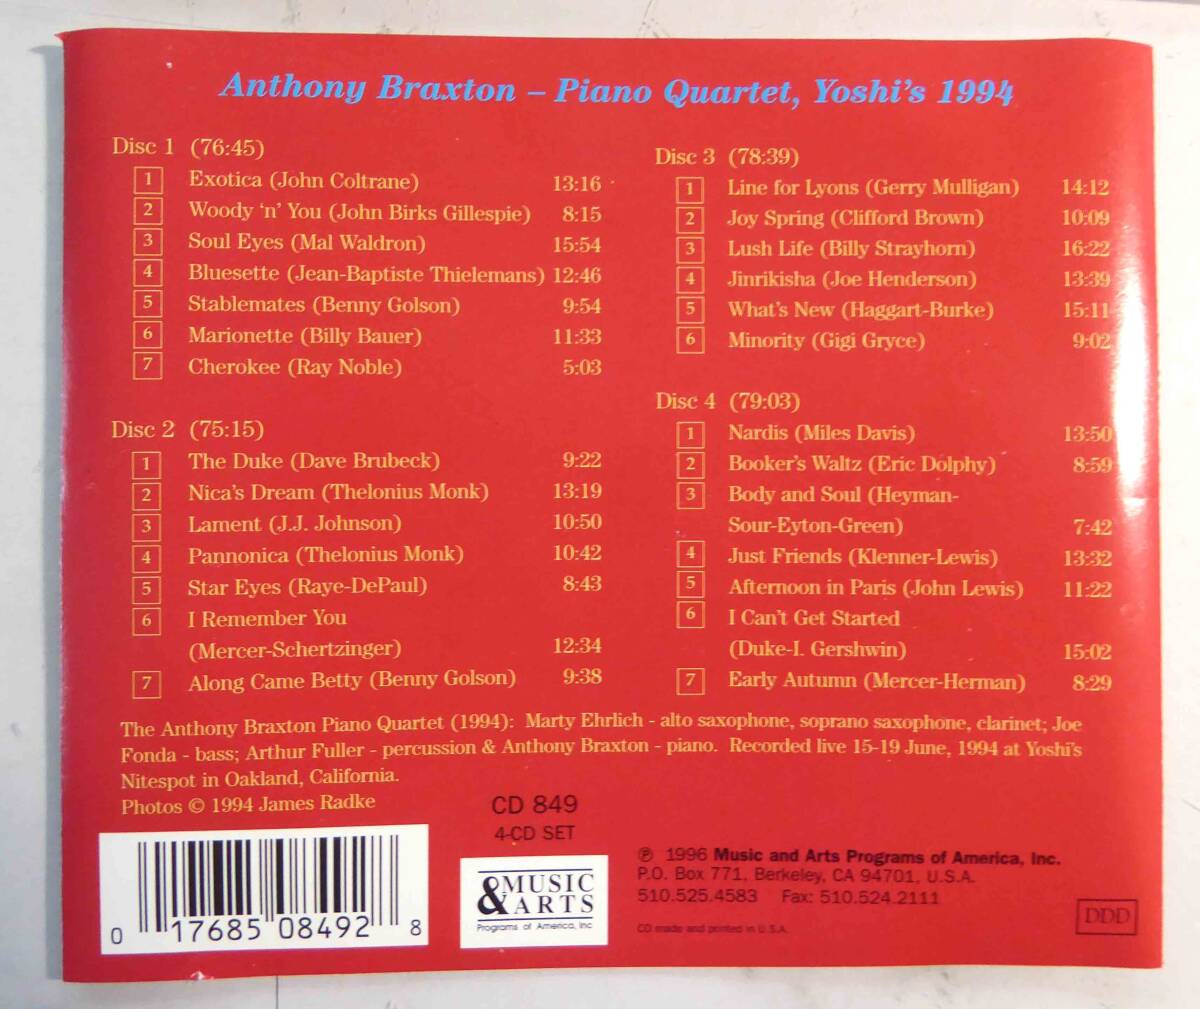 Anthony Braxton – Piano Quartet, Yoshi's 1994
Disc 1 (76:45)
1 Exotica (John Coltrane) 13:16
2 Woody 'n' You (John Birks Gillespie) 8:15
3 Soul Eyes (Mal Waldron) 15:54
4 Bluesette (Jean-Baptiste Thielemans) 12:46
5 Stablemates (Benny Golson) 9:54
6 Marionette (Billy Bauer) 11:33
7 Cherokee (Ray Noble) 5:03
Disc 2 (75:15)
1 The Duke (Dave Brubeck) 9:22
2 Nica's Dream (Thelonius Monk) 13:19
3 Lament (J.J. Johnson) 10:50
4 Pannonica (Thelonius Monk) 10:42
5 Star Eyes (Raye-DePaul) 8:43
6 I Remember You
(Mercer-Schertzinger) 12:34
7 Along Came Betty (Benny Golson) 9:38
Disc 3 (78:39)
1 Line for Lyons (Gerry Mulligan) 14:12
2 Joy Spring (Clifford Brown) 10:09
3 Lush Life (Billy Strayhorn) 16:22
4 Jinrikisha (Joe Henderson) 13:39
5 What's New (Haggart-Burke) 15:11
6 Minority (Gigi Gryce) 9:02
Disc 4 (79:03)
1 Nardis (Miles Davis) 13:50
2 Booker's Waltz (Eric Dolphy) 8:59
3 Body and Soul (Heyman-
Sour-Eyton-Green) 7:42
4 Just Friends (Klenner-Lewis) 13:32
5 Afternoon in Paris (John Lewis) 11:22
6 I Can't Get Started
(Duke-I. Gershwin) 15:02
7 Early Autumn (Mercer-Herman) 8:29
The Anthony Braxton Piano Quartet (1994): Marty Ehrlich - alto saxophone, soprano saxophone, clarinet; Joe
Fonda - bass; Arthur Fuller - percussion & Anthony Braxton - piano. Recorded live 15-19 June, 1994 at Yoshi's
Nitespot in Oakland, California.
Photos © 1994 James Radke
CD 849
4-CD SET
0 17685 08492 8
& MUSIC
ARTS
Programs of America, Inc
℗ 1996 Music and Arts Programs of America, Inc.
P.O. Box 771, Berkeley, CA 94701, U.S.A.
510.525.4583 Fax: 510.524.2111
CD made and printed in U.S.A.
DDD